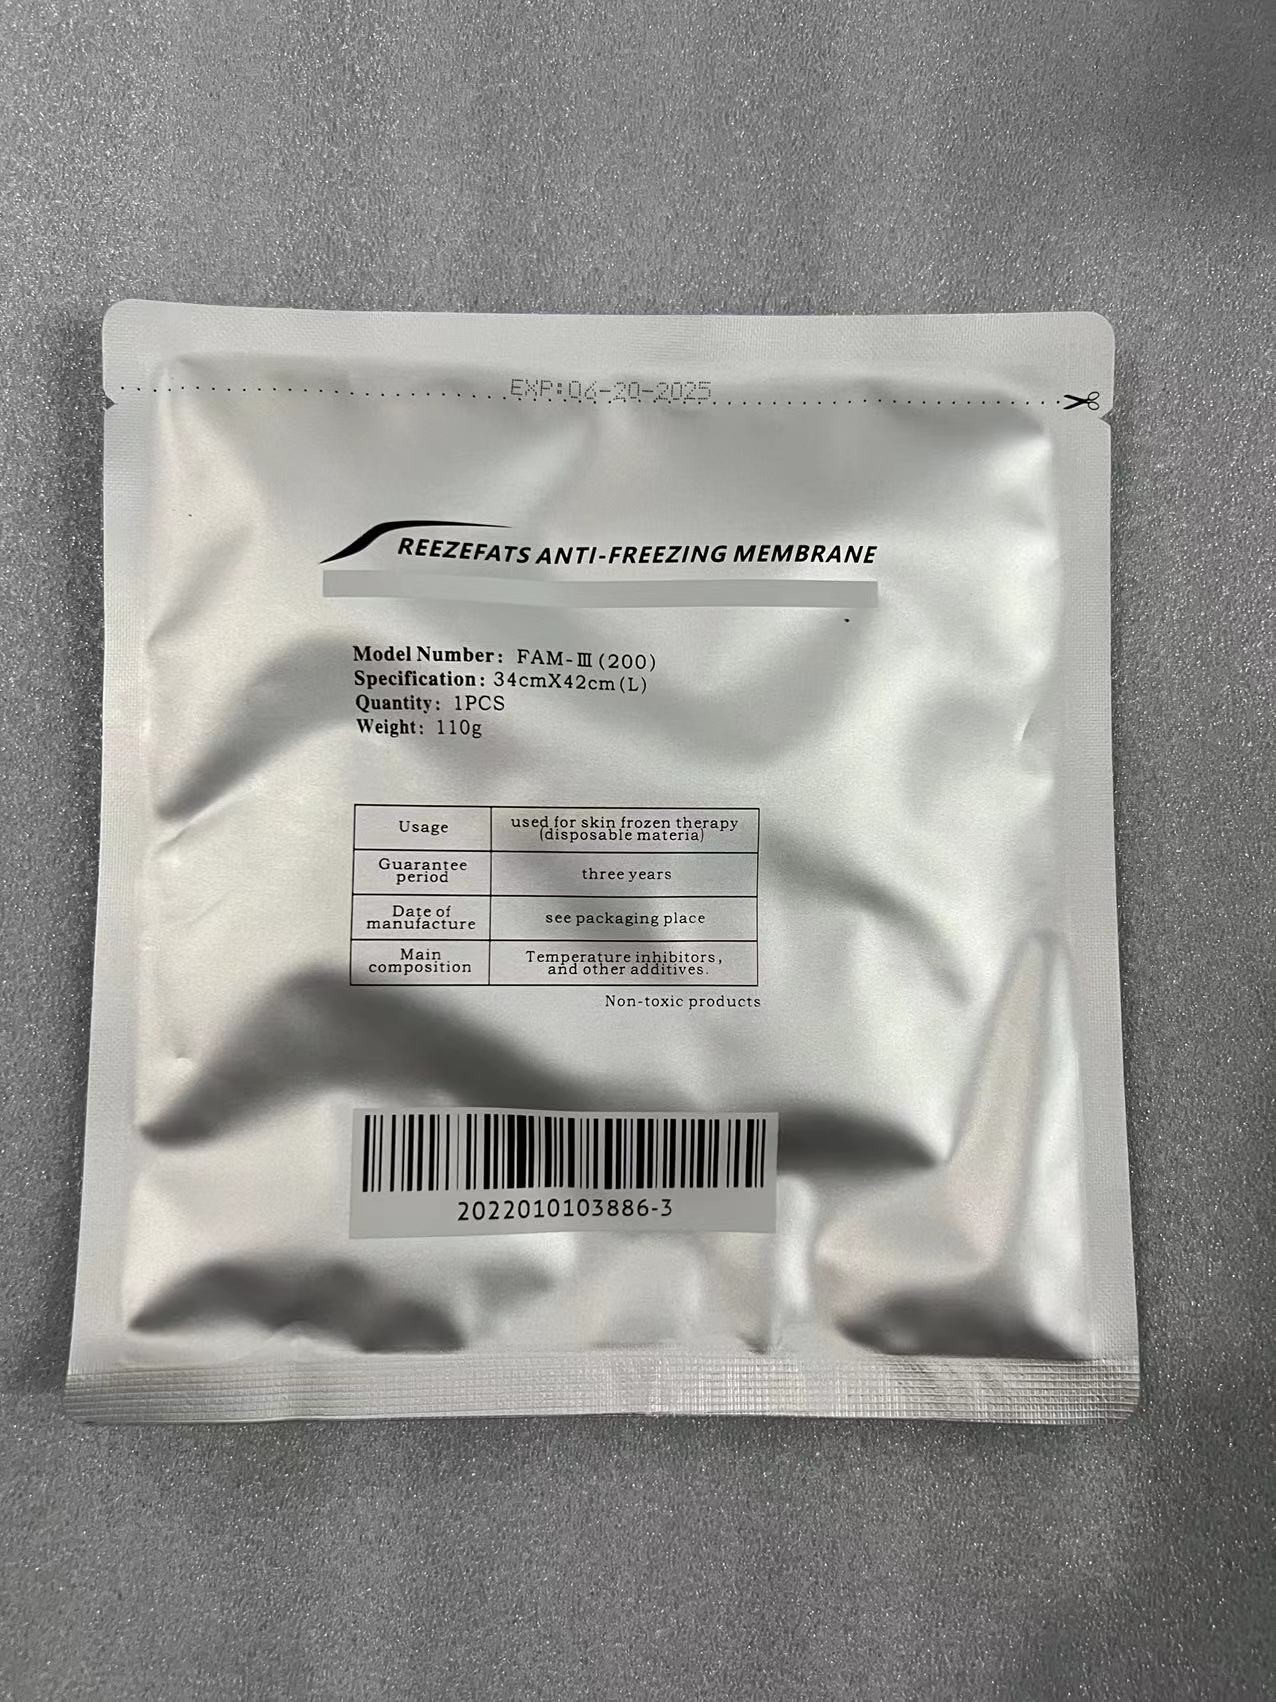 EXP:06-20-2025
REEZEFATS ANTI-FREEZING MEMBRANE
Model Number: FAM-Ⅲ(200)
Specification: 34cmX42cm(L)
Quantity: 1PCS
Weight: 110g
Usage
used for skin frozen therapy
(disposable materia)
Guarantee
period
three years
Date of
manufacture
see packaging place
Main
composition
Temperature inhibitors,
and other additives.
Non-toxic products
2022010103886-3